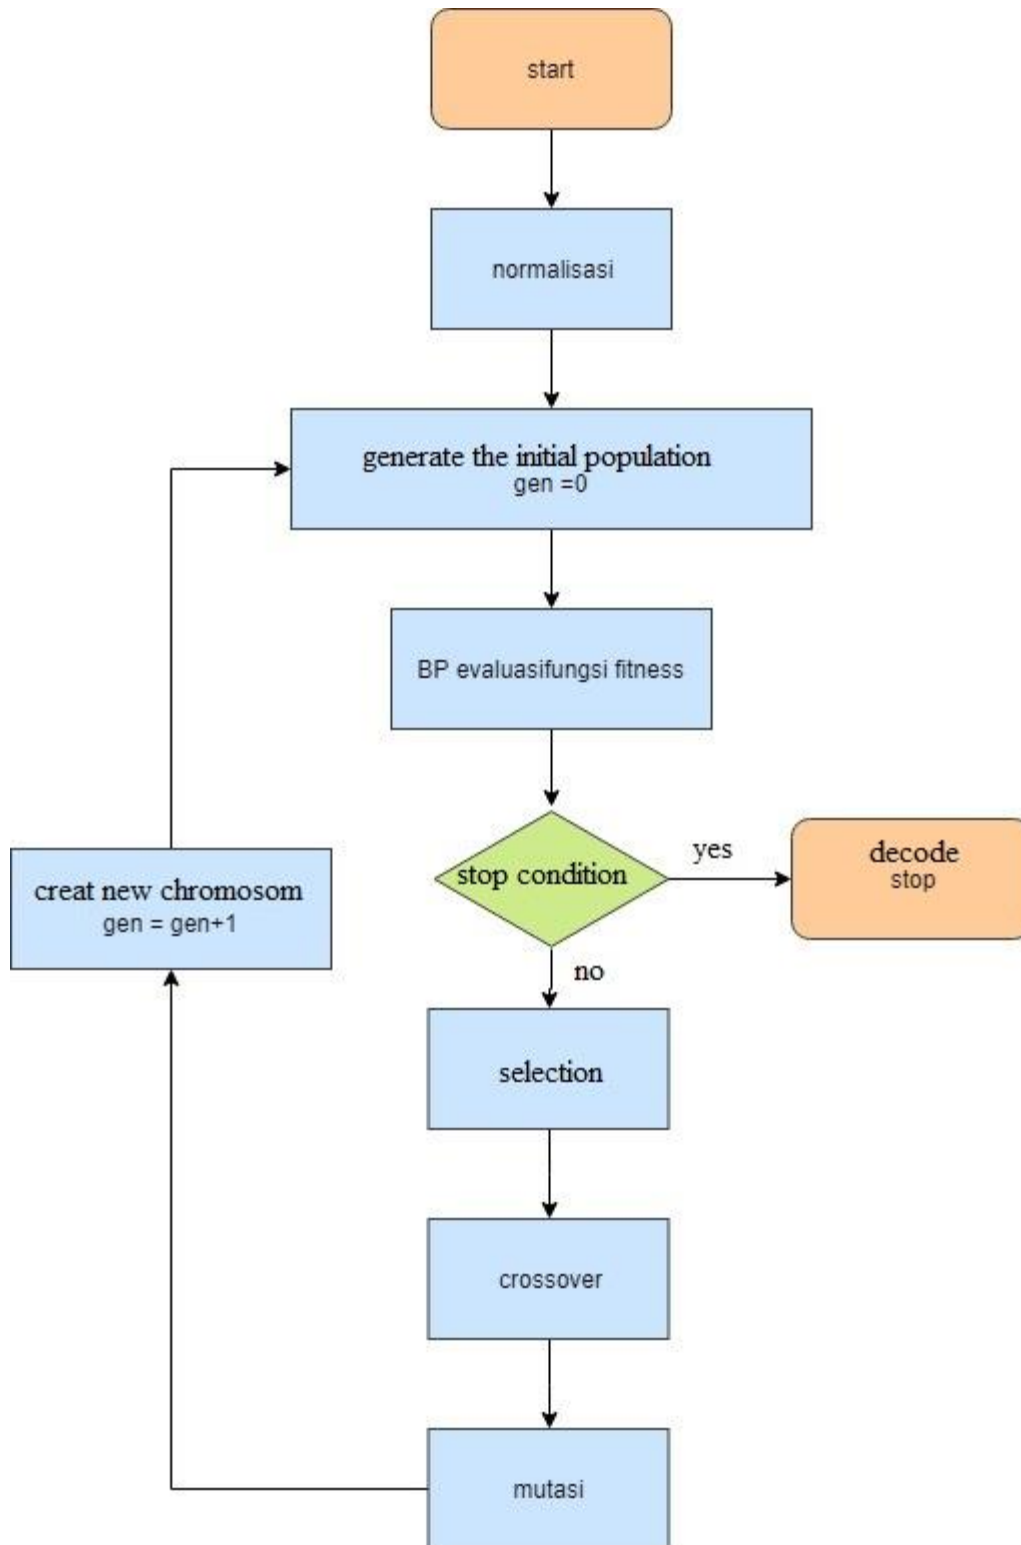 start
normalisasi
generate the initial population
gen =0
BP evaluasifungsi fitness
stop condition
yes
decode
stop
creat new chromosom
gen = gen+1
no
selection
crossover
mutasi